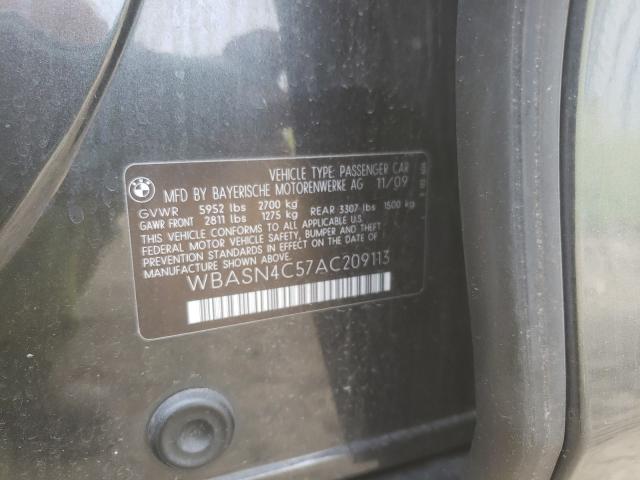 VEHICLE TYPE: PASSENGER CAR
MFD BY BAYERISCHE MOTORENWERKE AG 11/09
GVWR 5952 lbs 2700 kg
GAWR FRONT 2811 lbs 1275 kg REAR 3307 lbs 1500 kg
THIS VEHICLE CONFORMS TO ALL APPLICABLE U.S.
FEDERAL MOTOR VEHICLE SAFETY, BUMPER AND THEFT
PREVENTION STANDARDS IN EFFECT ON THE DATE OF
MANUFACTURE SHOWN ABOVE.
WBASN4C57AC209113